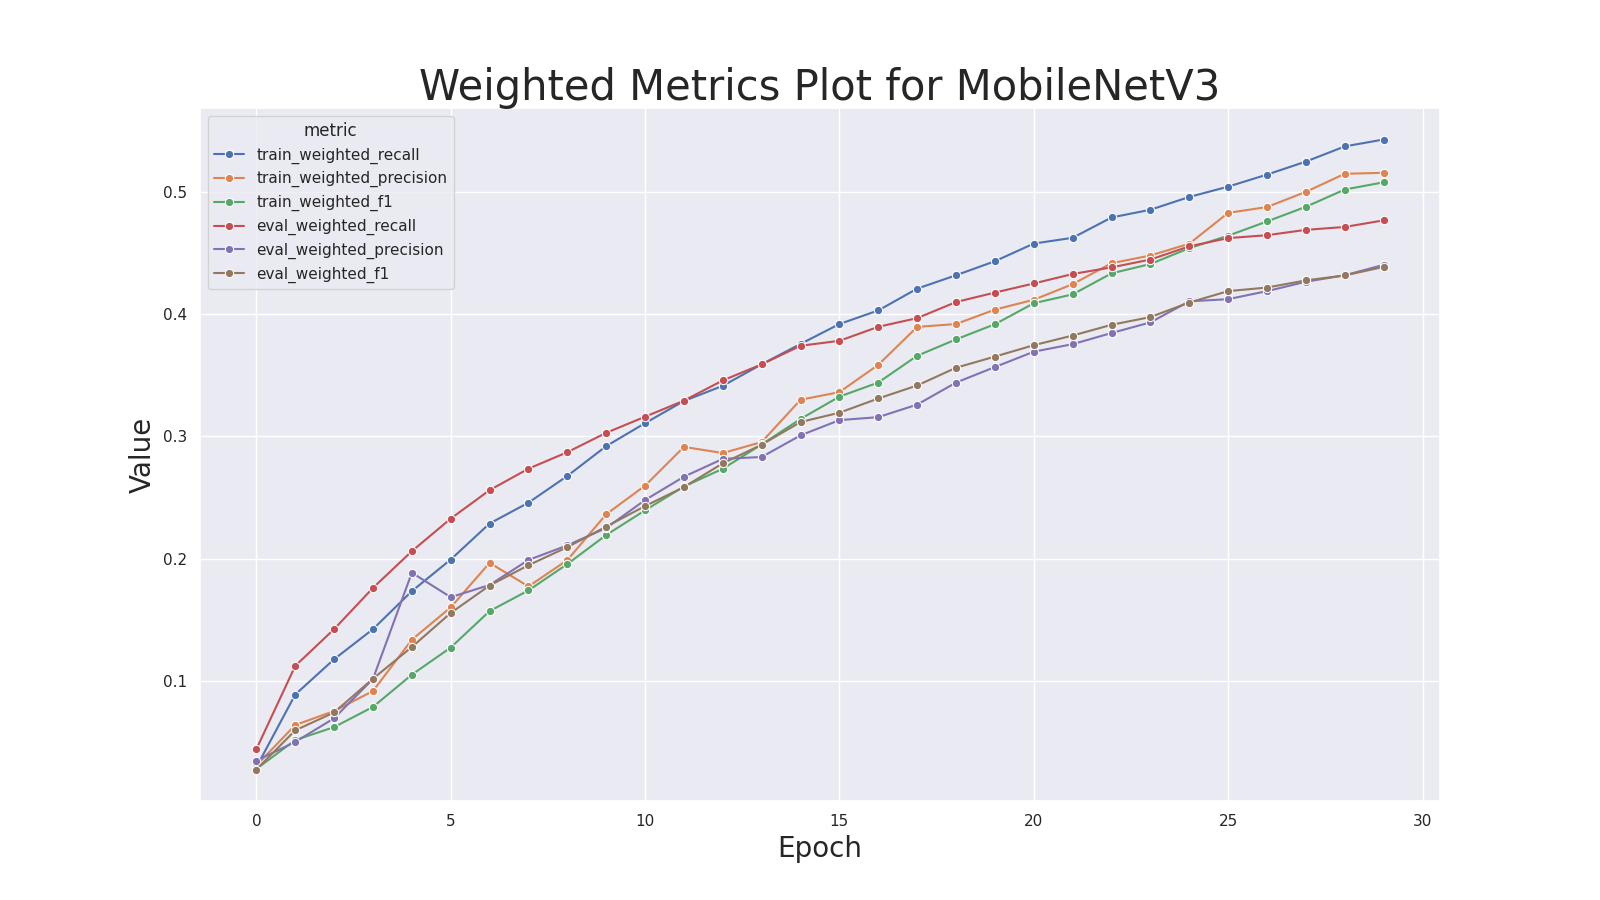 Weighted Metrics Plot for MobileNetV3
metric
train_weighted_recall
train_weighted_precision
train_weighted_f1
eval_weighted_recall
eval_weighted_precision
eval_weighted_f1
0.5
0.4
0.3
0.2
0.1
Value
0 5 10 15 20 25 30
Epoch